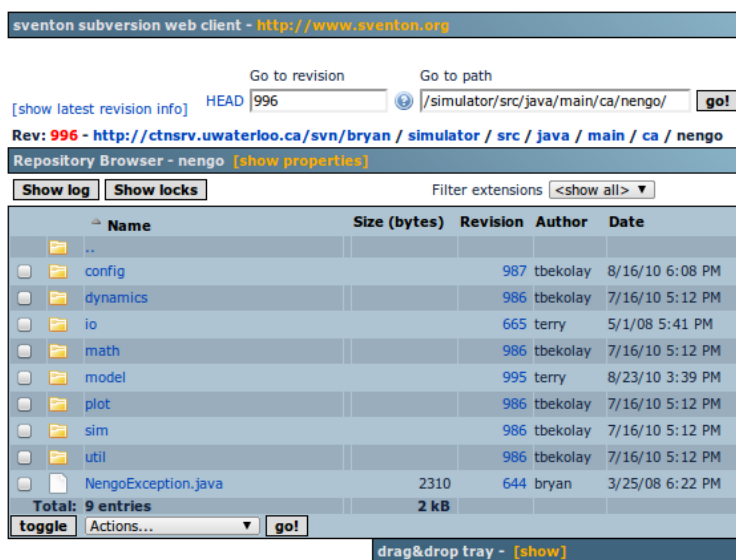 sventon subversion web client - http://www.sventon.org
Go to revision Go to path
[show latest revision info] HEAD 996 ? /simulator/src/java/main/ca/nengo/ go!
Rev: 996 - http://ctnsrv.uwaterloo.ca/svn/bryan / simulator / src / java / main / ca / nengo
Repository Browser - nengo [show properties]
Show log Show locks Filter extensions <show all>
Name Size (bytes) Revision Author Date
..
config 987 tbekolay 8/16/10 6:08 PM
dynamics 986 tbekolay 7/16/10 5:12 PM
io 665 terry 5/1/08 5:41 PM
math 986 tbekolay 7/16/10 5:12 PM
model 995 terry 8/23/10 3:39 PM
plot 986 tbekolay 7/16/10 5:12 PM
sim 986 tbekolay 7/16/10 5:12 PM
util 986 tbekolay 7/16/10 5:12 PM
NengoException.java 2310 644 bryan 3/25/08 6:22 PM
Total: 9 entries 2 kB
toggle Actions... go!
drag&drop tray - [show]